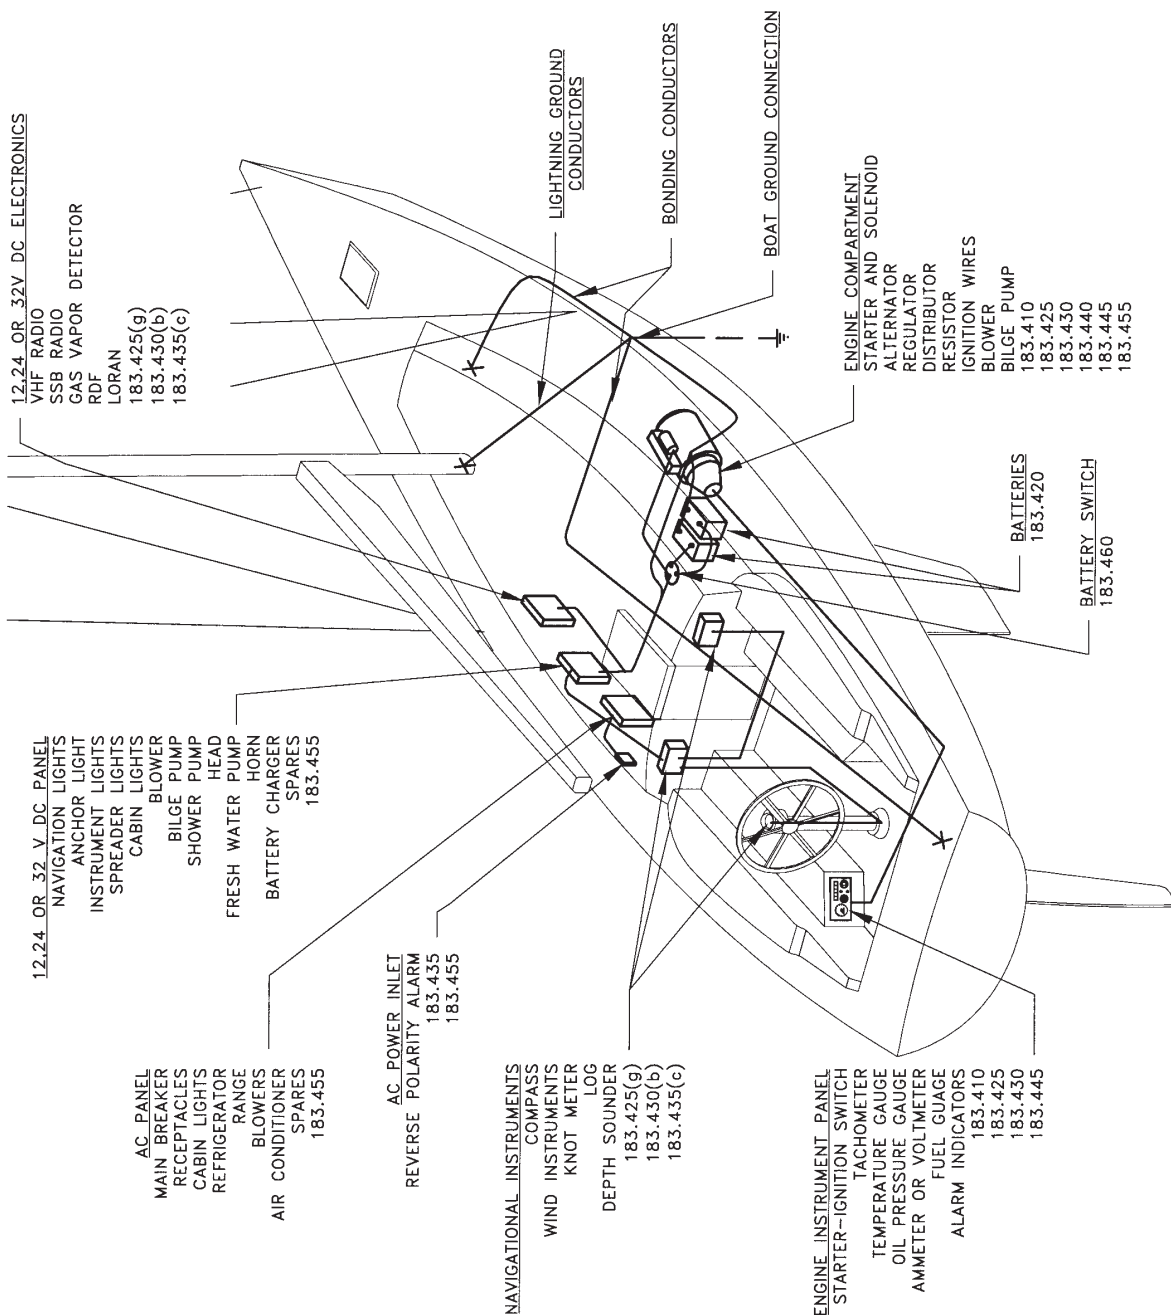 12,24 OR 32V DC ELECTRONICS
VHF RADIO
SSB RADIO
GAS VAPOR DETECTOR
RDF
LORAN
183.425(g)
183.430(b)
183.435(c)
LIGHTNING GROUND
CONDUCTORS
BONDING CONDUCTORS
BOAT GROUND CONNECTION
ENGINE COMPARTMENT
STARTER AND SOLENOID
ALTERNATOR
REGULATOR
DISTRIBUTOR
RESISTOR
IGNITION WIRES
BLOWER
BILGE PUMP
183.410
183.425
183.430
183.440
183.445
183.455
BATTERIES
183.420
BATTERY SWITCH
183.460
12,24 OR 32 V DC PANEL
NAVIGATION LIGHTS
ANCHOR LIGHT
INSTRUMENT LIGHTS
SPREADER LIGHTS
CABIN LIGHTS
BLOWER
BILGE PUMP
SHOWER PUMP
HEAD
FRESH WATER PUMP
HORN
BATTERY CHARGER
SPARES
183.455
AC PANEL
MAIN BREAKER
RECEPTACLES
CABIN LIGHTS
REFRIGERATOR
RANGE
BLOWERS
AIR CONDITIONER
SPARES
183.455
AC POWER INLET
REVERSE POLARITY ALARM
183.435
183.455
NAVIGATIONAL INSTRUMENTS
COMPASS
WIND INSTRUMENTS
KNOT METER
LOG
DEPTH SOUNDER
183.425(g)
183.430(b)
183.435(c)
ENGINE INSTRUMENT PANEL
STARTER-IGNITION SWITCH
TACHOMETER
TEMPERATURE GAUGE
OIL PRESSURE GAUGE
AMMETER OR VOLTMETER
FUEL GUAGE
ALARM INDICATORS
183.410
183.425
183.430
183.445